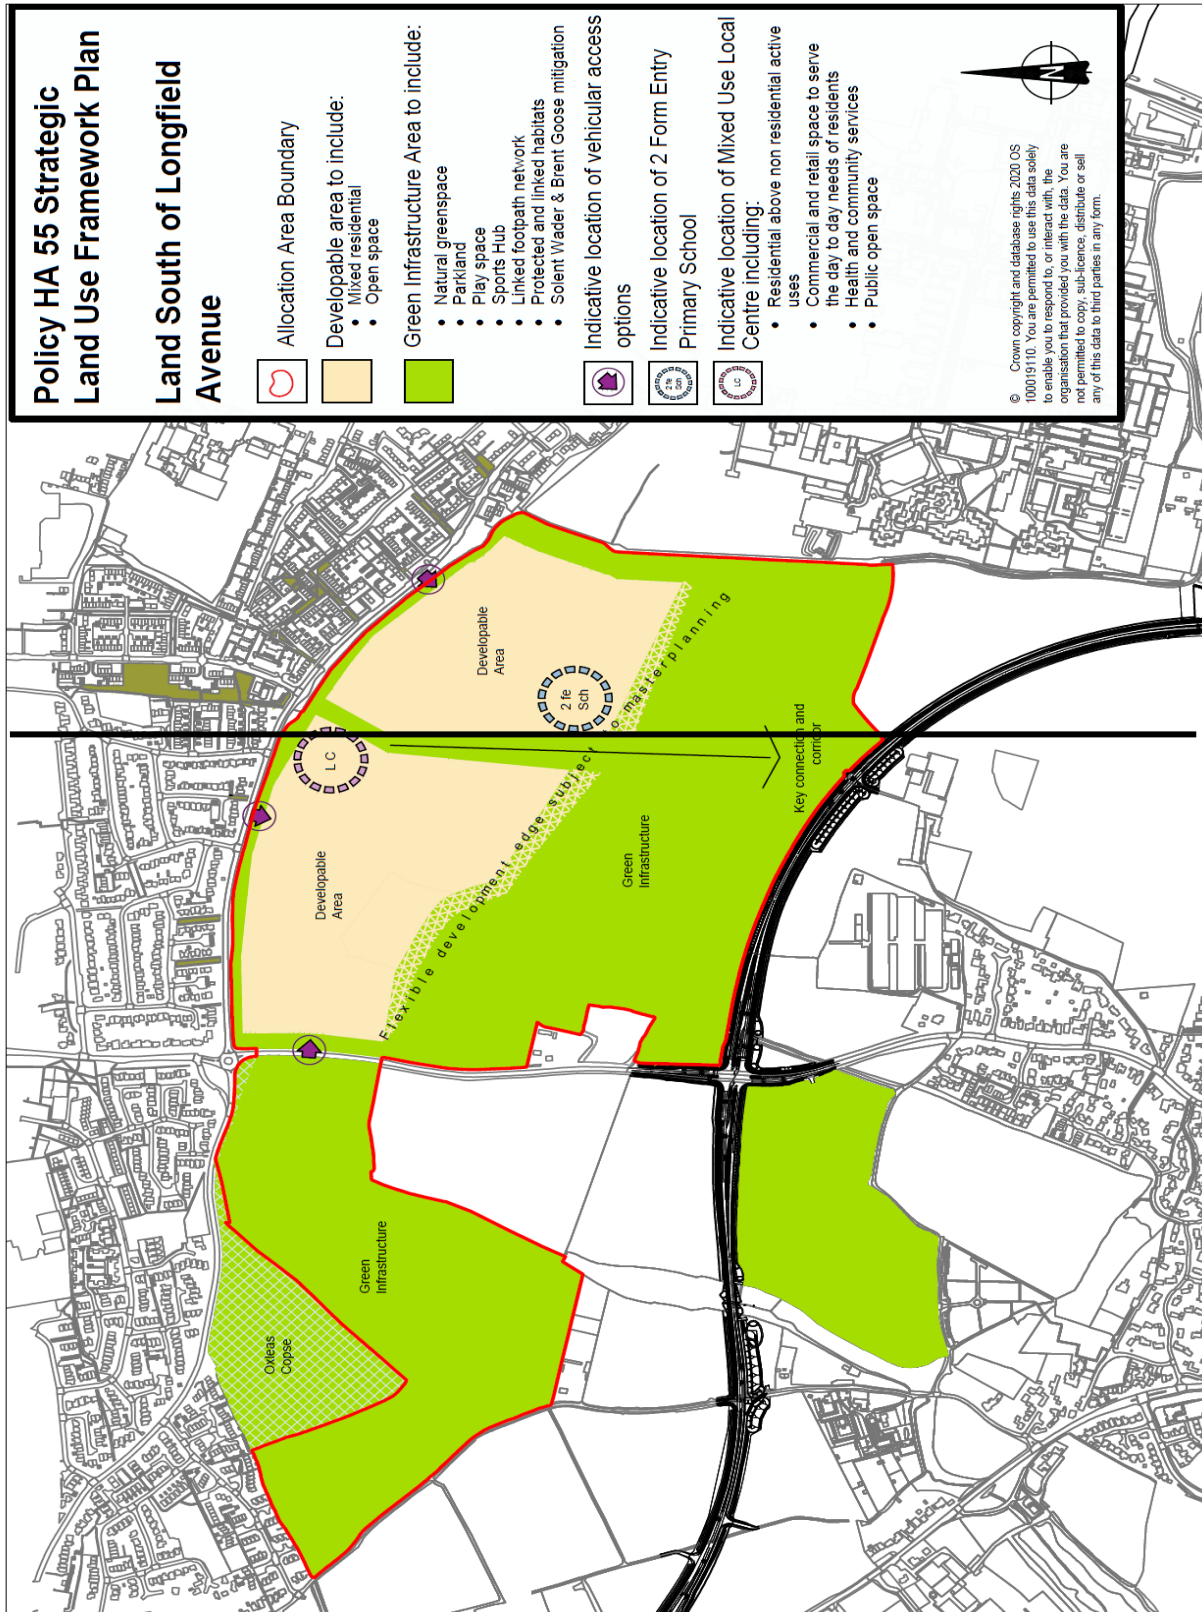 Policy HA 55 Strategic
Land Use Framework Plan
Land South of Longfield
Avenue
Allocation Area Boundary
Developable area to include:
• Mixed residential
• Open space
Green Infrastructure Area to include:
• Natural greenspace
• Parkland
• Play space
• Sports Hub
• Linked footpath network
• Protected and linked habitats
• Solent Wader & Brent Goose mitigation
Indicative location of vehicular access
options
2 fe
Sch
Indicative location of 2 Form Entry
Primary School
LC
Indicative location of Mixed Use Local
Centre including:
• Residential above non residential active
uses
• Commercial and retail space to serve
the day to day needs of residents
• Health and community services
• Public open space
© Crown copyright and database rights 2020 OS
100019110. You are permitted to use this data solely
to enable you to respond to, or interact with, the
organisation that provided you with the data. You are
not permitted to copy, sub-licence, distribute or sell
any of this data to third parties in any form.
N
Oxleas
Copse
Green
Infrastructure
Developable
Area
L C
Developable
Area
2 fe
Sch
Flexible development edge subject to masterplanning
Green
Infrastructure
Key connection and
corridor